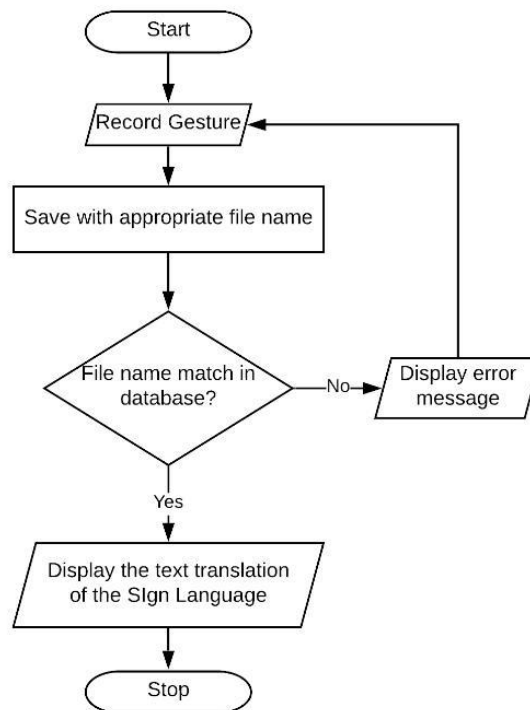 Start
Record Gesture
Save with appropriate file name
File name match in
database?
No
Display error
message
Yes
Display the text translation
of the SIgn Language
Stop